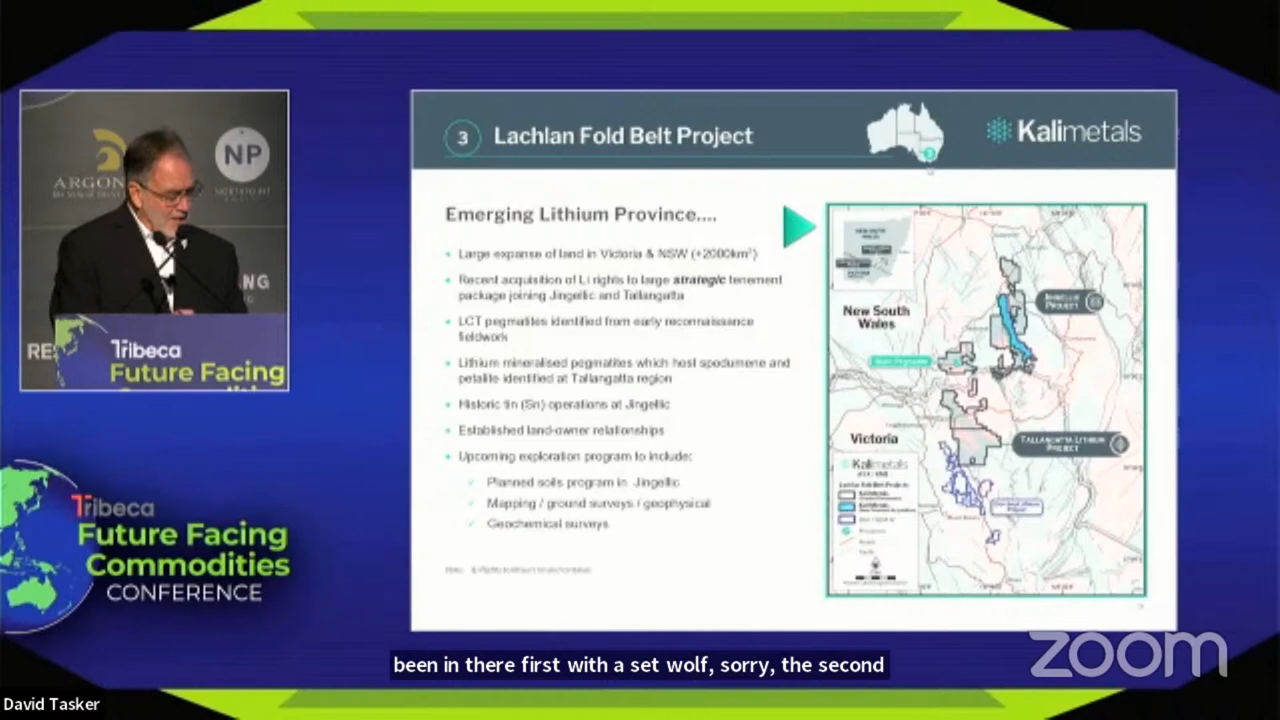 ARGON
NP
NG
RE
Tribeca
Future Facing
3
Lachlan Fold Belt Project
Kalimetals
Emerging Lithium Province....
Large expanse of land in Victoria & NSW (+2000km²)
Recent acquisition of Li rights to large strategic tenement
package joining Jingellic and Tallangatta
LCT pegmatites identified from early reconnaissance
fieldwork
Lithium mineralised pegmatites which host spodumene and
petalite identified at Tallangatta region
Historic tin (Sn) operations at Jingellic
Established land-owner relationships
Upcoming exploration program to include:
Planned soils program in Jingellic
Mapping / ground surveys / geophysical
Geochemical surveys
New South
Wales
JINGELLIC
PROJECT
Victoria
TALLANGATTA LITHIUM
PROJECT
Kalimetals
Tribeca
Future Facing
Commodities
CONFERENCE
been in there first with a set wolf, sorry, the second
zoom
David Tasker